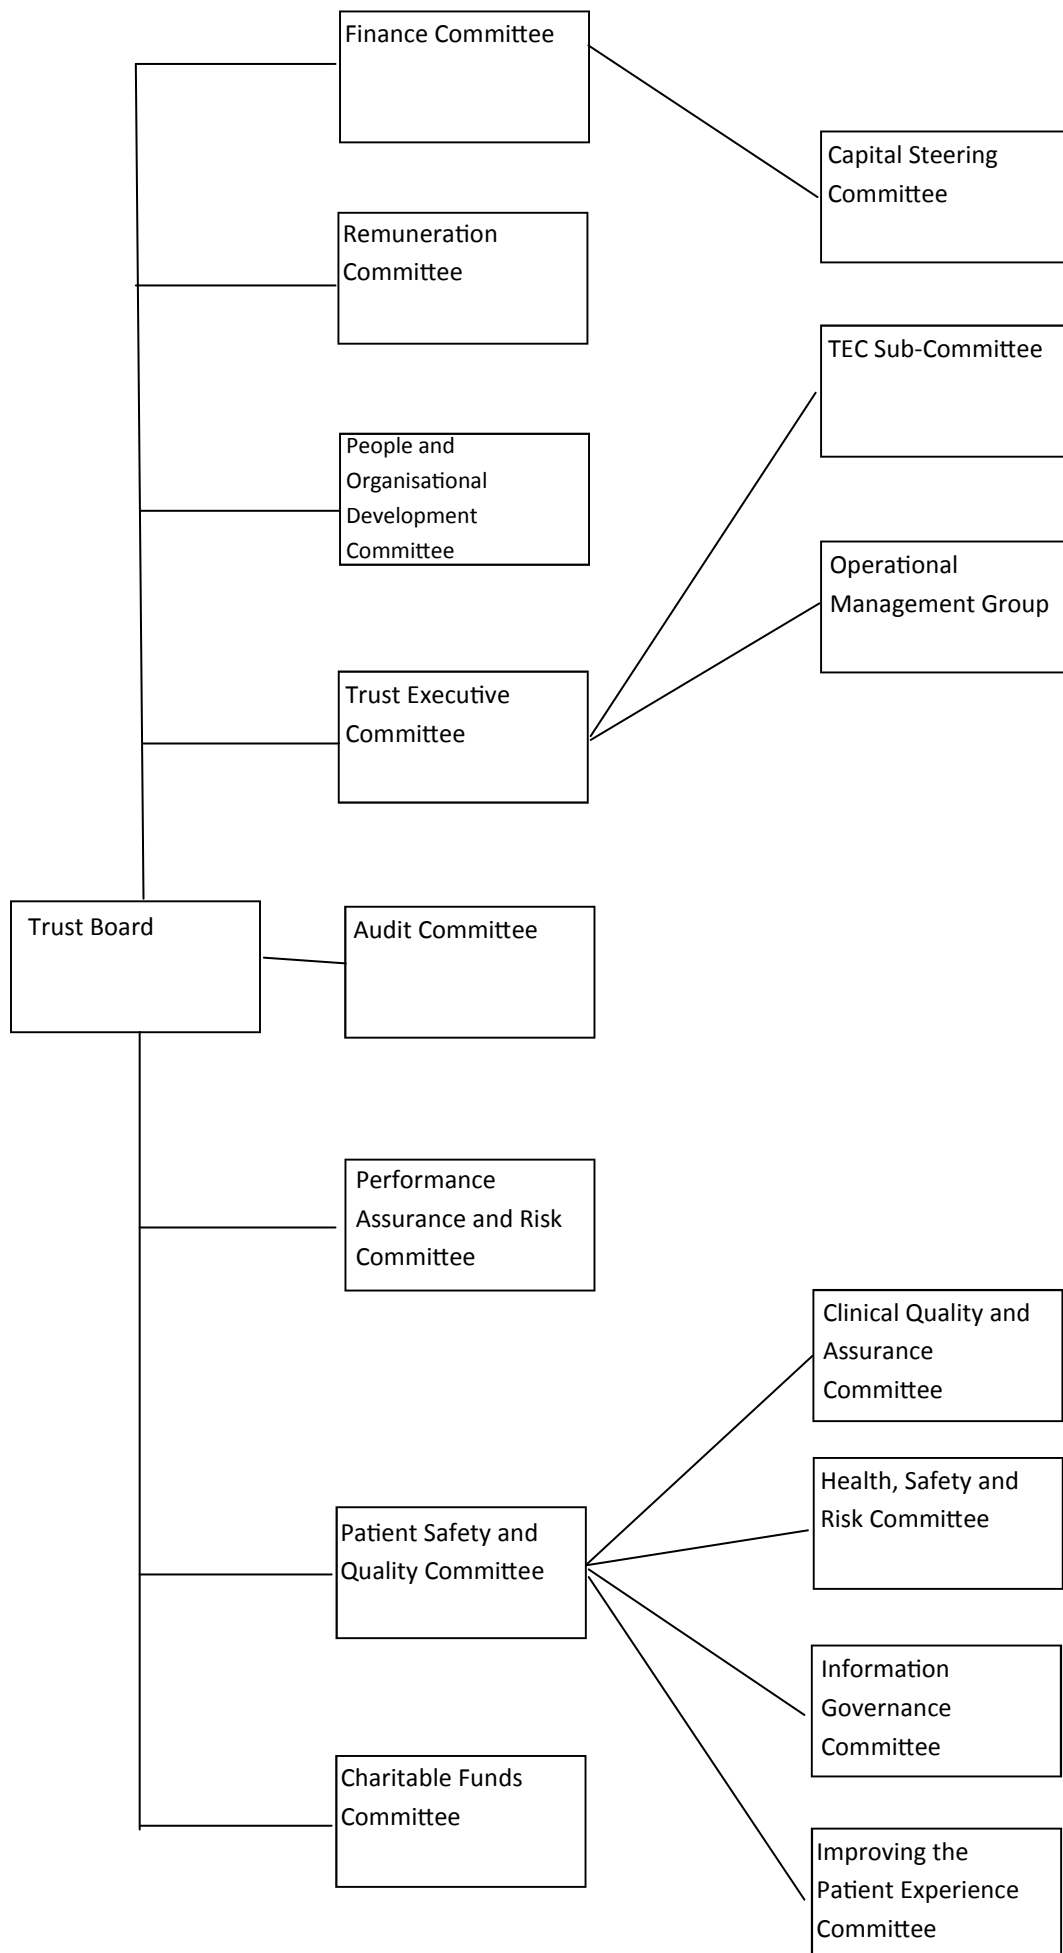 Finance Committee
Capital Steering
Committee
Remuneration
Committee
TEC Sub-Committee
People and
Organisational
Development
Committee
Operational
Management Group
Trust Executive
Committee
Trust Board
Audit Committee
Performance
Assurance and Risk
Committee
Clinical Quality and
Assurance
Committee
Health, Safety and
Risk Committee
Patient Safety and
Quality Committee
Information
Governance
Committee
Charitable Funds
Committee
Improving the
Patient Experience
Committee